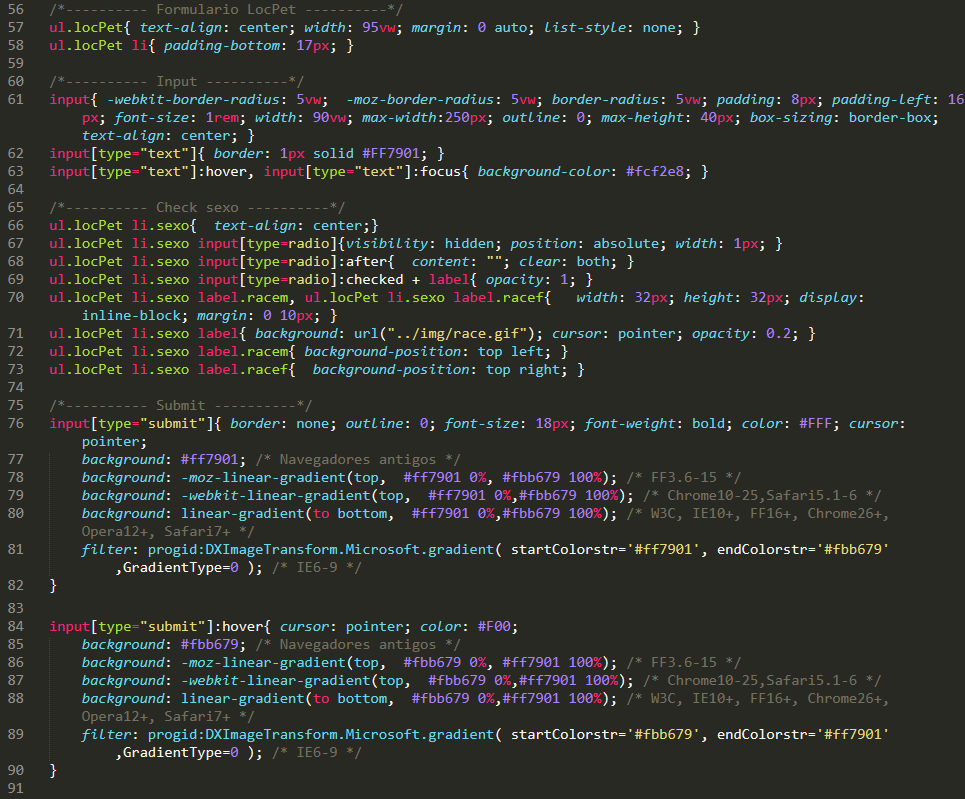 56 /*---------- Formulario LocPet ----------*/
57 ul.locPet{ text-align: center; width: 95vw; margin: 0 auto; list-style: none; }
58 ul.locPet li{ padding-bottom: 17px; }
59
60 /*---------- Input ----------*/
61 input{ -webkit-border-radius: 5vw;  -moz-border-radius: 5vw; border-radius: 5vw; padding: 8px; padding-left: 16
px; font-size: 1rem; width: 90vw; max-width:250px; outline: 0; max-height: 40px; box-sizing: border-box;
text-align: center; }
62 input[type="text"]{ border: 1px solid #FF7901; }
63 input[type="text"]:hover, input[type="text"]:focus{ background-color: #fcf2e8; }
64
65 /*---------- Check sexo ----------*/
66 ul.locPet li.sexo{  text-align: center;}
67 ul.locPet li.sexo input[type=radio]{visibility: hidden; position: absolute; width: 1px; }
68 ul.locPet li.sexo input[type=radio]:after{  content: ""; clear: both; }
69 ul.locPet li.sexo input[type=radio]:checked + label{ opacity: 1; }
70 ul.locPet li.sexo label.racem, ul.locPet li.sexo label.racef{   width: 32px; height: 32px; display:
inline-block; margin: 0 10px; }
71 ul.locPet li.sexo label{ background: url("../img/race.gif"); cursor: pointer; opacity: 0.2; }
72 ul.locPet li.sexo label.racem{ background-position: top left; }
73 ul.locPet li.sexo label.racef{  background-position: top right; }
74
75 /*---------- Submit ----------*/
76 input[type="submit"]{ border: none; outline: 0; font-size: 18px; font-weight: bold; color: #FFF; cursor:
pointer;
77 background: #ff7901; /* Navegadores antigos */
78 background: -moz-linear-gradient(top,  #ff7901 0%, #fbb679 100%); /* FF3.6-15 */
79 background: -webkit-linear-gradient(top,  #ff7901 0%,#fbb679 100%); /* Chrome10-25,Safari5.1-6 */
80 background: linear-gradient(to bottom,  #ff7901 0%,#fbb679 100%); /* W3C, IE10+, FF16+, Chrome26+,
Opera12+, Safari7+ */
81 filter: progid:DXImageTransform.Microsoft.gradient( startColorstr='#ff7901', endColorstr='#fbb679'
,GradientType=0 ); /* IE6-9 */
82 }
83
84 input[type="submit"]:hover{ cursor: pointer; color: #F00;
85 background: #fbb679; /* Navegadores antigos */
86 background: -moz-linear-gradient(top,  #fbb679 0%, #ff7901 100%); /* FF3.6-15 */
87 background: -webkit-linear-gradient(top,  #fbb679 0%,#ff7901 100%); /* Chrome10-25,Safari5.1-6 */
88 background: linear-gradient(to bottom,  #fbb679 0%,#ff7901 100%); /* W3C, IE10+, FF16+, Chrome26+,
Opera12+, Safari7+ */
89 filter: progid:DXImageTransform.Microsoft.gradient( startColorstr='#fbb679', endColorstr='#ff7901'
,GradientType=0 ); /* IE6-9 */
90 }
91